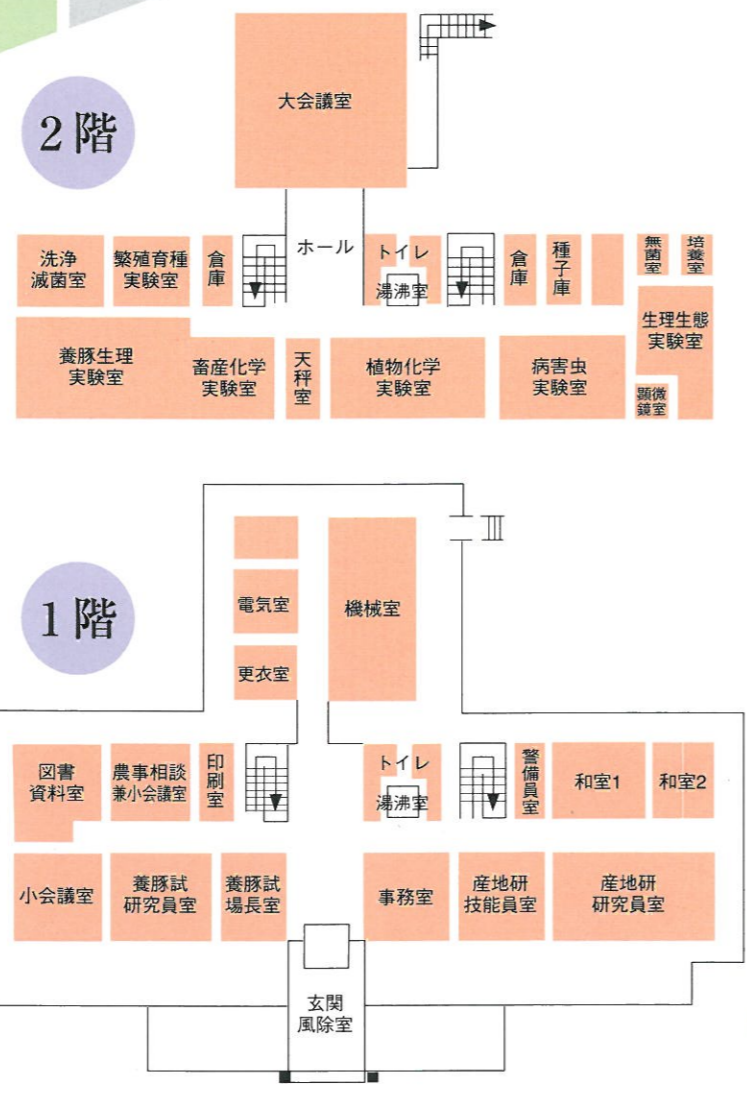 2階
大会議室
洗浄
滅菌室
繁殖育種
実験室
倉庫
ホール
トイレ
湯沸室
倉庫
種子庫
無菌室
培養室
養豚生理
実験室
畜産化学
実験室
天秤室
植物化学
実験室
病害虫
実験室
生理生態
実験室
顕微
鏡室
1階
電気室
機械室
更衣室
図書
資料室
農事相談
兼小会議室
印刷室
トイレ
湯沸室
警備員室
和室1
和室2
小会議室
養豚試
研究員室
養豚試
場長室
事務室
産地研
技能員室
産地研
研究員室
玄関
風除室